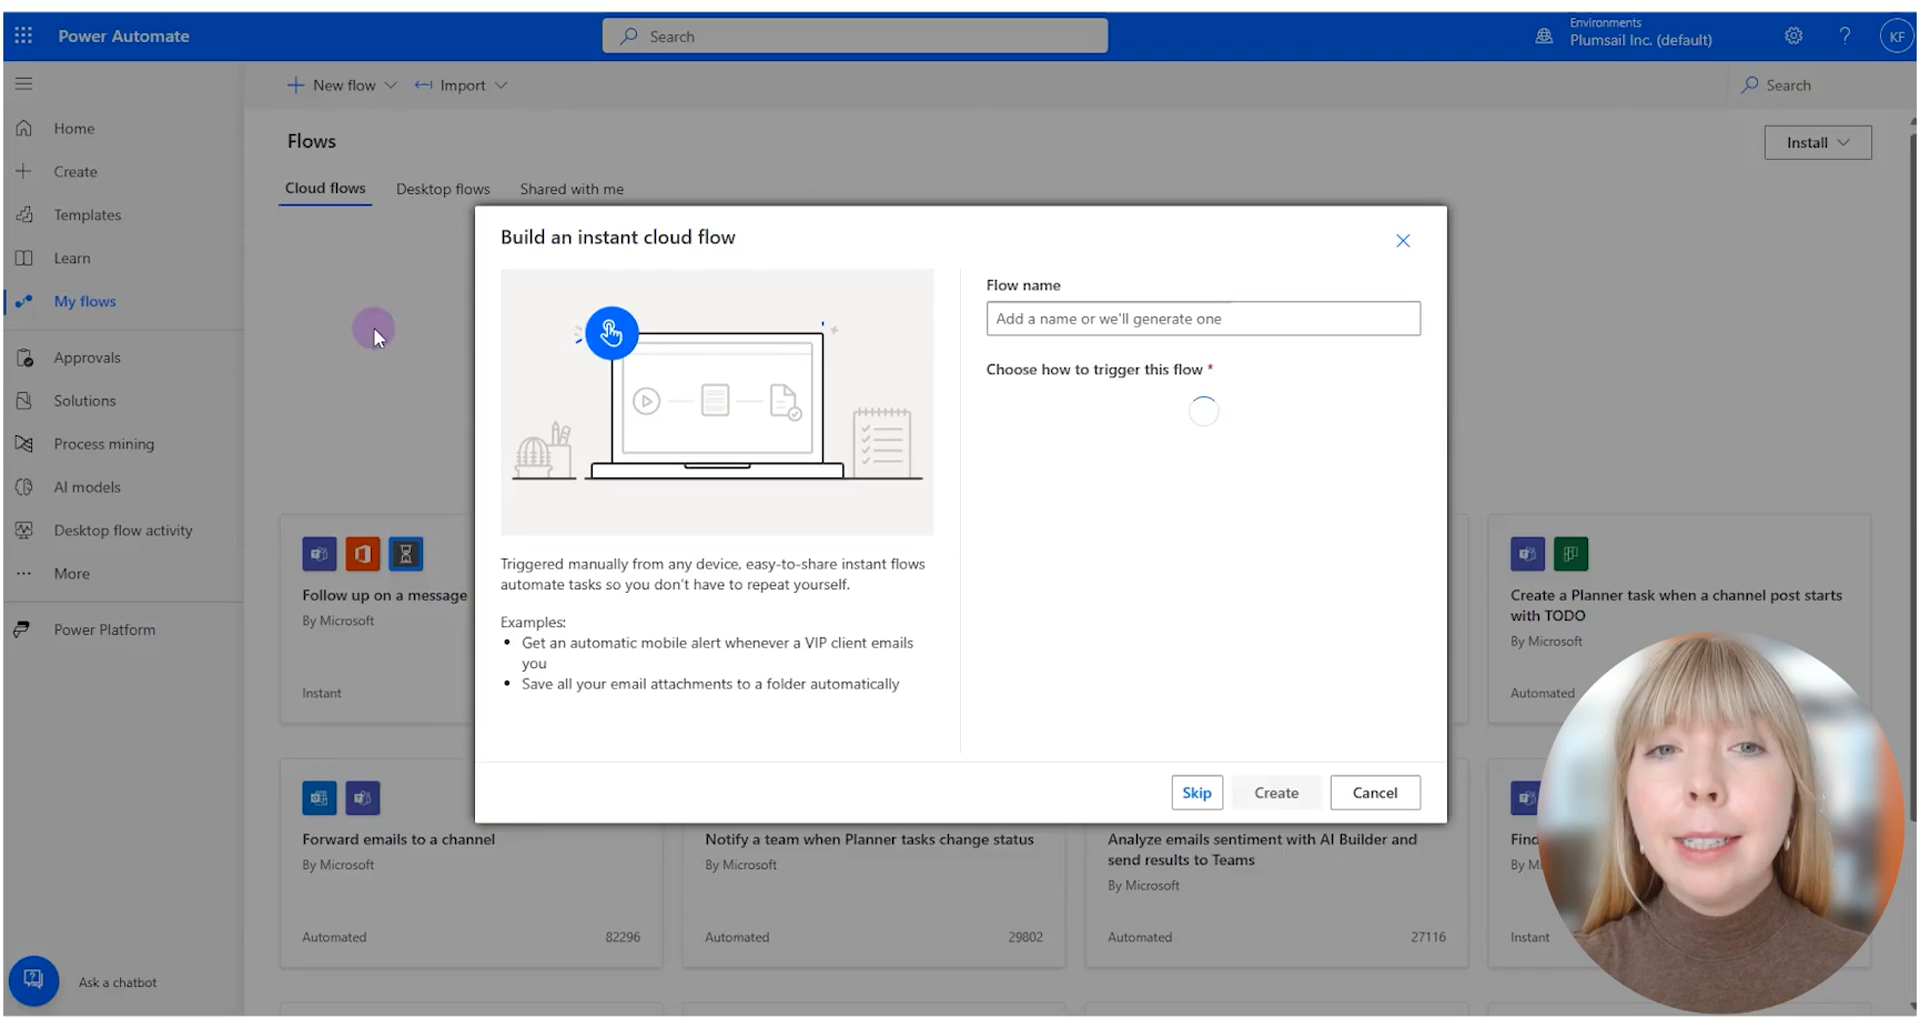 Power Automate
Search
Environments
Plumsail Inc. (default)
?
KF
New flow
Import
Search
Home
Create
Templates
Learn
My flows
Approvals
Solutions
Process mining
AI models
Desktop flow activity
More
Power Platform
Ask a chatbot
Flows
Install
Cloud flows
Desktop flows
Shared with me
Build an instant cloud flow
Triggered manually from any device, easy-to-share instant flows
automate tasks so you don't have to repeat yourself.
Examples:
• Get an automatic mobile alert whenever a VIP client emails
you
• Save all your email attachments to a folder automatically
Flow name
Add a name or we'll generate one
Choose how to trigger this flow *
Skip
Create
Cancel
Follow up on a message
By Microsoft
Instant
Create a Planner task when a channel post starts
with TODO
By Microsoft
Automated
Forward emails to a channel
By Microsoft
Automated
82296
Notify a team when Planner tasks change status
By Microsoft
Automated
29802
Analyze emails sentiment with AI Builder and
send results to Teams
By Microsoft
Automated
27116
Find
By M
Instant